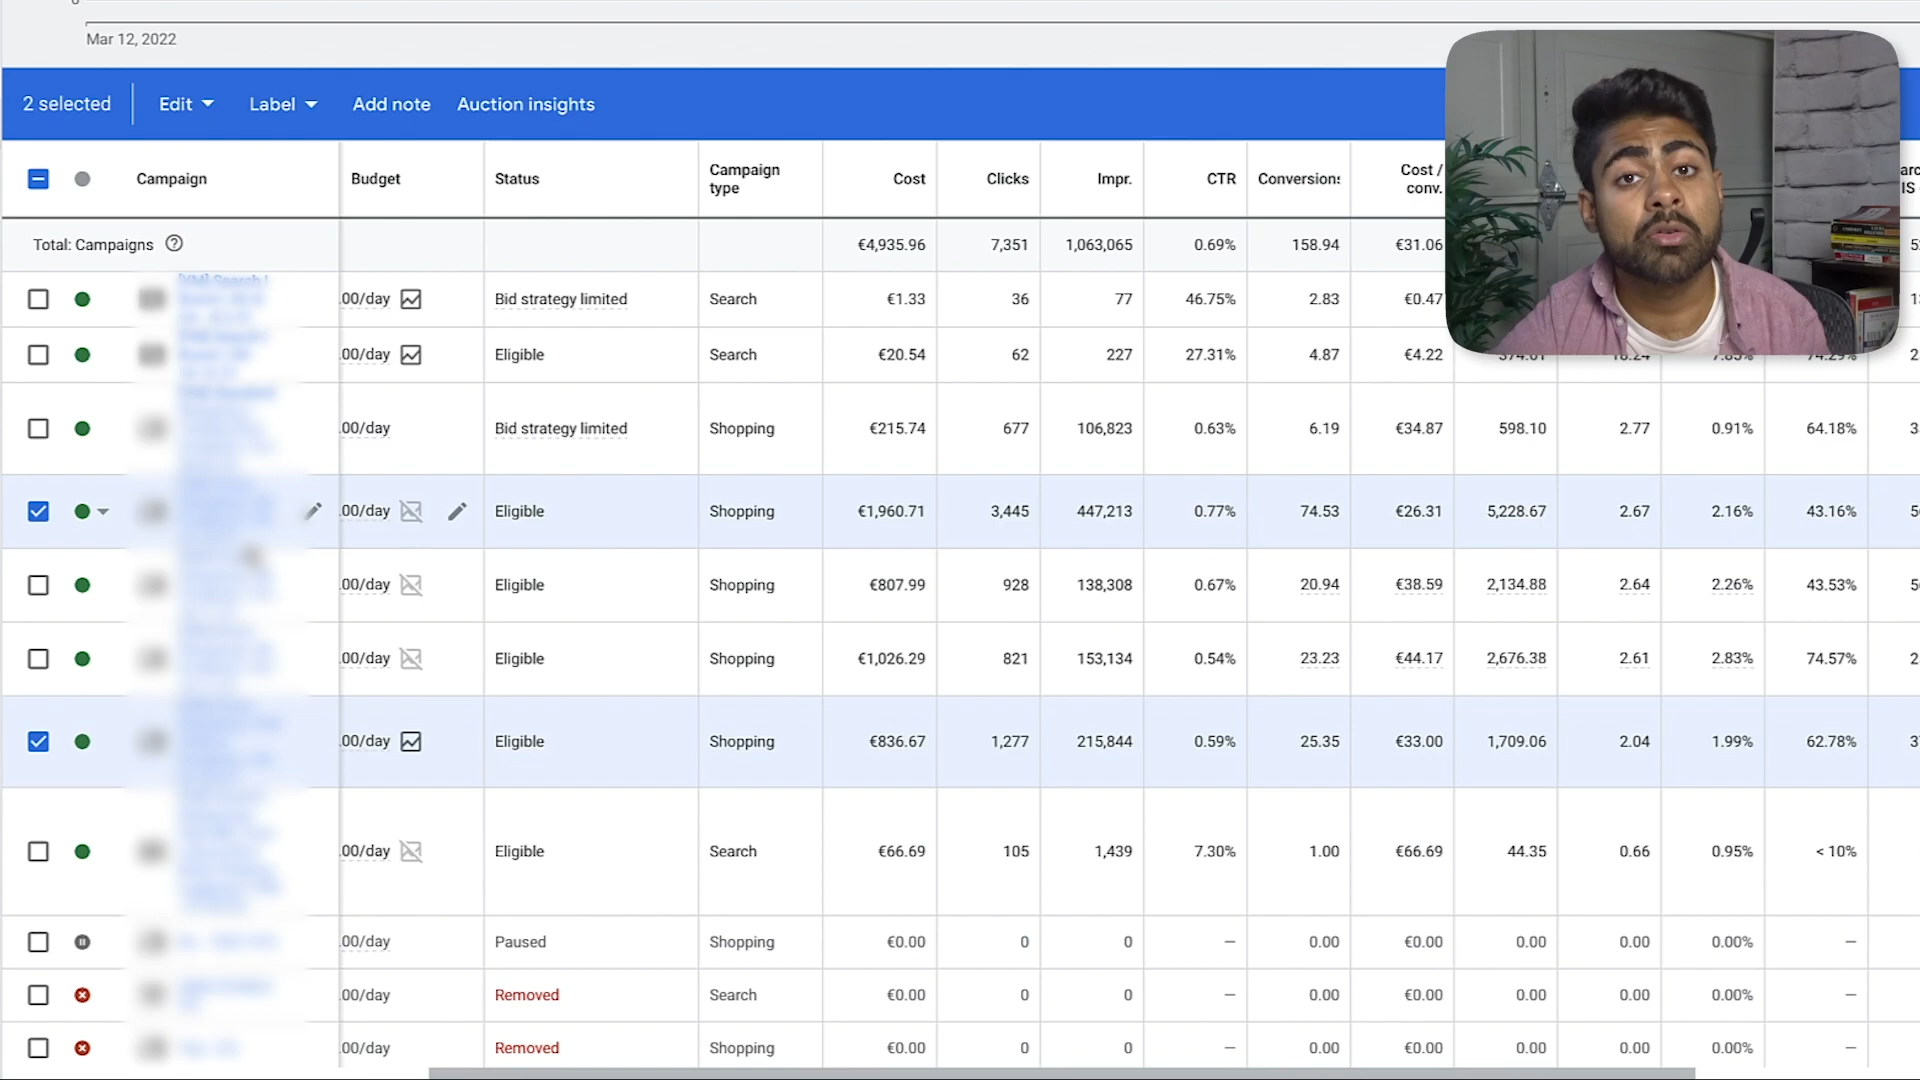 Mar 12, 2022
2 selected Edit Label Add note Auction insights
Campaign Budget Status Campaign type Cost Clicks Impr. CTR Conversions Cost / conv.
IS
Total: Campaigns €4,935.96 7,351 1,063,065 0.69% 158.94 €31.06
.00/day Bid strategy limited Search €1.33 36 77 46.75% 2.83 €0.47
.00/day Eligible Search €20.54 62 227 27.31% 4.87 €4.22
.00/day Bid strategy limited Shopping €215.74 677 106,823 0.63% 6.19 €34.87 598.10 2.77 0.91% 64.18%
.00/day Eligible Shopping €1,960.71 3,445 447,213 0.77% 74.53 €26.31 5,228.67 2.67 2.16% 43.16%
.00/day Eligible Shopping €807.99 928 138,308 0.67% 20.94 €38.59 2,134.88 2.64 2.26% 43.53%
.00/day Eligible Shopping €1,026.29 821 153,134 0.54% 23.23 €44.17 2,676.38 2.61 2.83% 74.57%
.00/day Eligible Shopping €836.67 1,277 215,844 0.59% 25.35 €33.00 1,709.06 2.04 1.99% 62.78%
.00/day Eligible Search €66.69 105 1,439 7.30% 1.00 €66.69 44.35 0.66 0.95% < 10%
.00/day Paused Shopping €0.00 0 0 — 0.00 €0.00 0.00 0.00 0.00% —
.00/day Removed Search €0.00 0 0 — 0.00 €0.00 0.00 0.00 0.00% —
.00/day Removed Shopping €0.00 0 0 — 0.00 €0.00 0.00 0.00 0.00% —